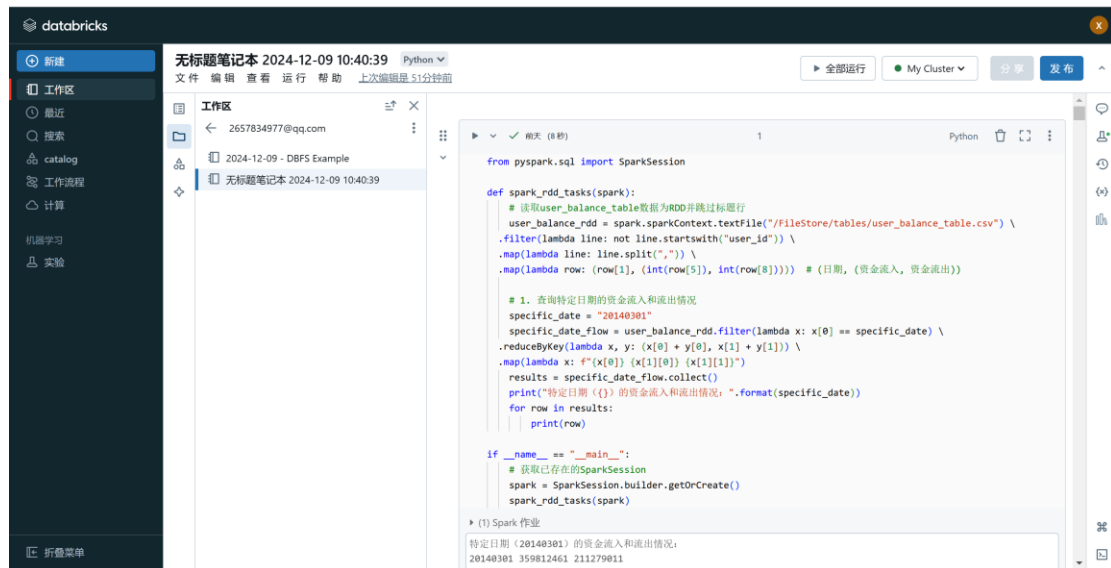 databricks
X
新建
工作区
最近
搜索
catalog
工作流程
计算
机器学习
实验
折叠菜单
无标题笔记本 2024-12-09 10:40:39 Python
文件 编辑 查看 运行 帮助 上次编辑是 51分钟前
全部运行 My Cluster 分享 发布
工作区
2657834977@qq.com
2024-12-09 - DBFS Example
无标题笔记本 2024-12-09 10:40:39
前天 (8秒) 1 Python
from pyspark.sql import SparkSession
def spark_rdd_tasks(spark):
# 读取user_balance_table数据为RDD并跳过标题行
user_balance_rdd = spark.sparkContext.textFile("/FileStore/tables/user_balance_table.csv") \
.filter(lambda line: not line.startswith("user_id")) \
.map(lambda line: line.split(",")) \
.map(lambda row: (row[1], (int(row[5]), int(row[8])))) # (日期, (资金流入, 资金流出))
# 1. 查询特定日期的资金流入和流出情况
specific_date = "20140301"
specific_date_flow = user_balance_rdd.filter(lambda x: x[0] == specific_date) \
.reduceByKey(lambda x, y: (x[0] + y[0], x[1] + y[1])) \
.map(lambda x: f"{x[0]} {x[1][0]} {x[1][1]}")
results = specific_date_flow.collect()
print("特定日期（{}）的资金流入和流出情况：".format(specific_date))
for row in results:
print(row)
if __name__ == "__main__":
# 获取已存在的SparkSession
spark = SparkSession.builder.getOrCreate()
spark_rdd_tasks(spark)
(1) Spark 作业
特定日期（20140301）的资金流入和流出情况：
20140301 359812461 211279011